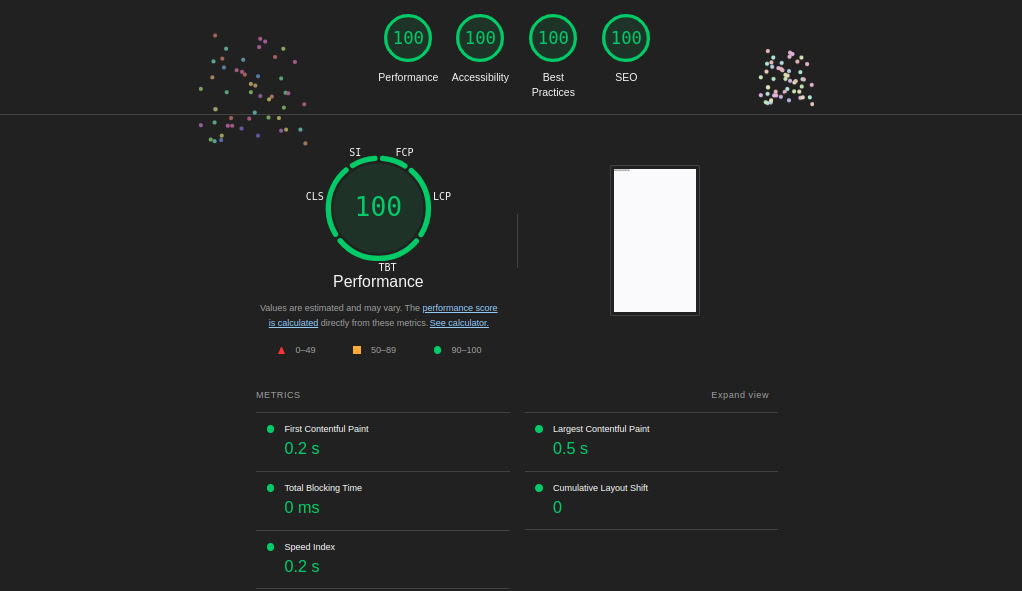 100 100 100 100
Performance Accessibility Best Practices SEO
SI FCP
CLS LCP
100
TBT
Performance
Values are estimated and may vary. The performance score
is calculated directly from these metrics. See calculator.
0–49 50–89 90–100
METRICS Expand view
First Contentful Paint
0.2 s
Largest Contentful Paint
0.5 s
Total Blocking Time
0 ms
Cumulative Layout Shift
0
Speed Index
0.2 s